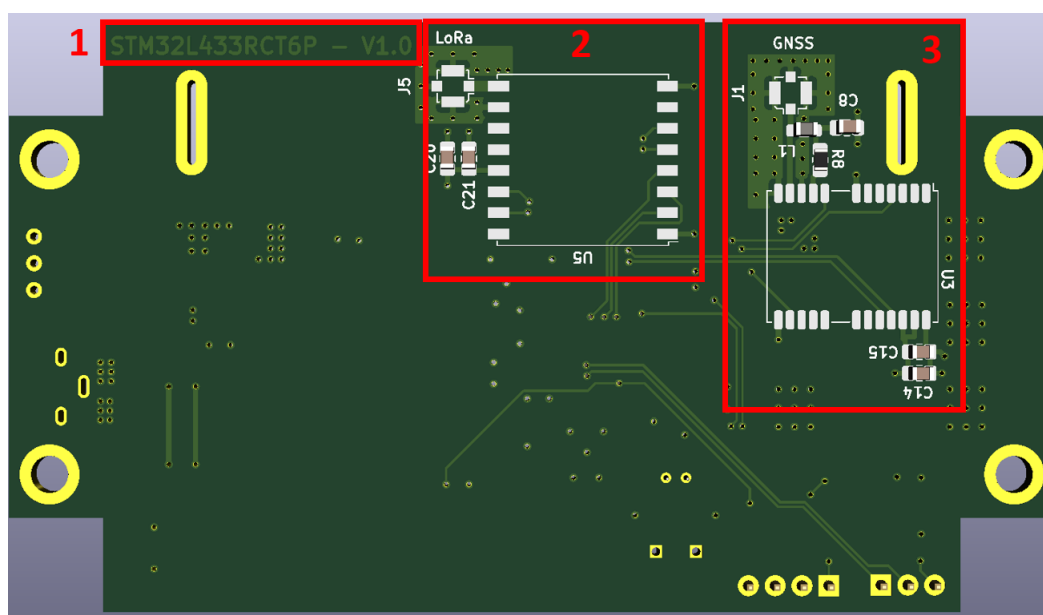 1
STM32L433RCT6P - V1.0
LoRa
2
J5
C20
C21
U5
GNSS
3
J1
C8
L1
R8
U3
C15
C14